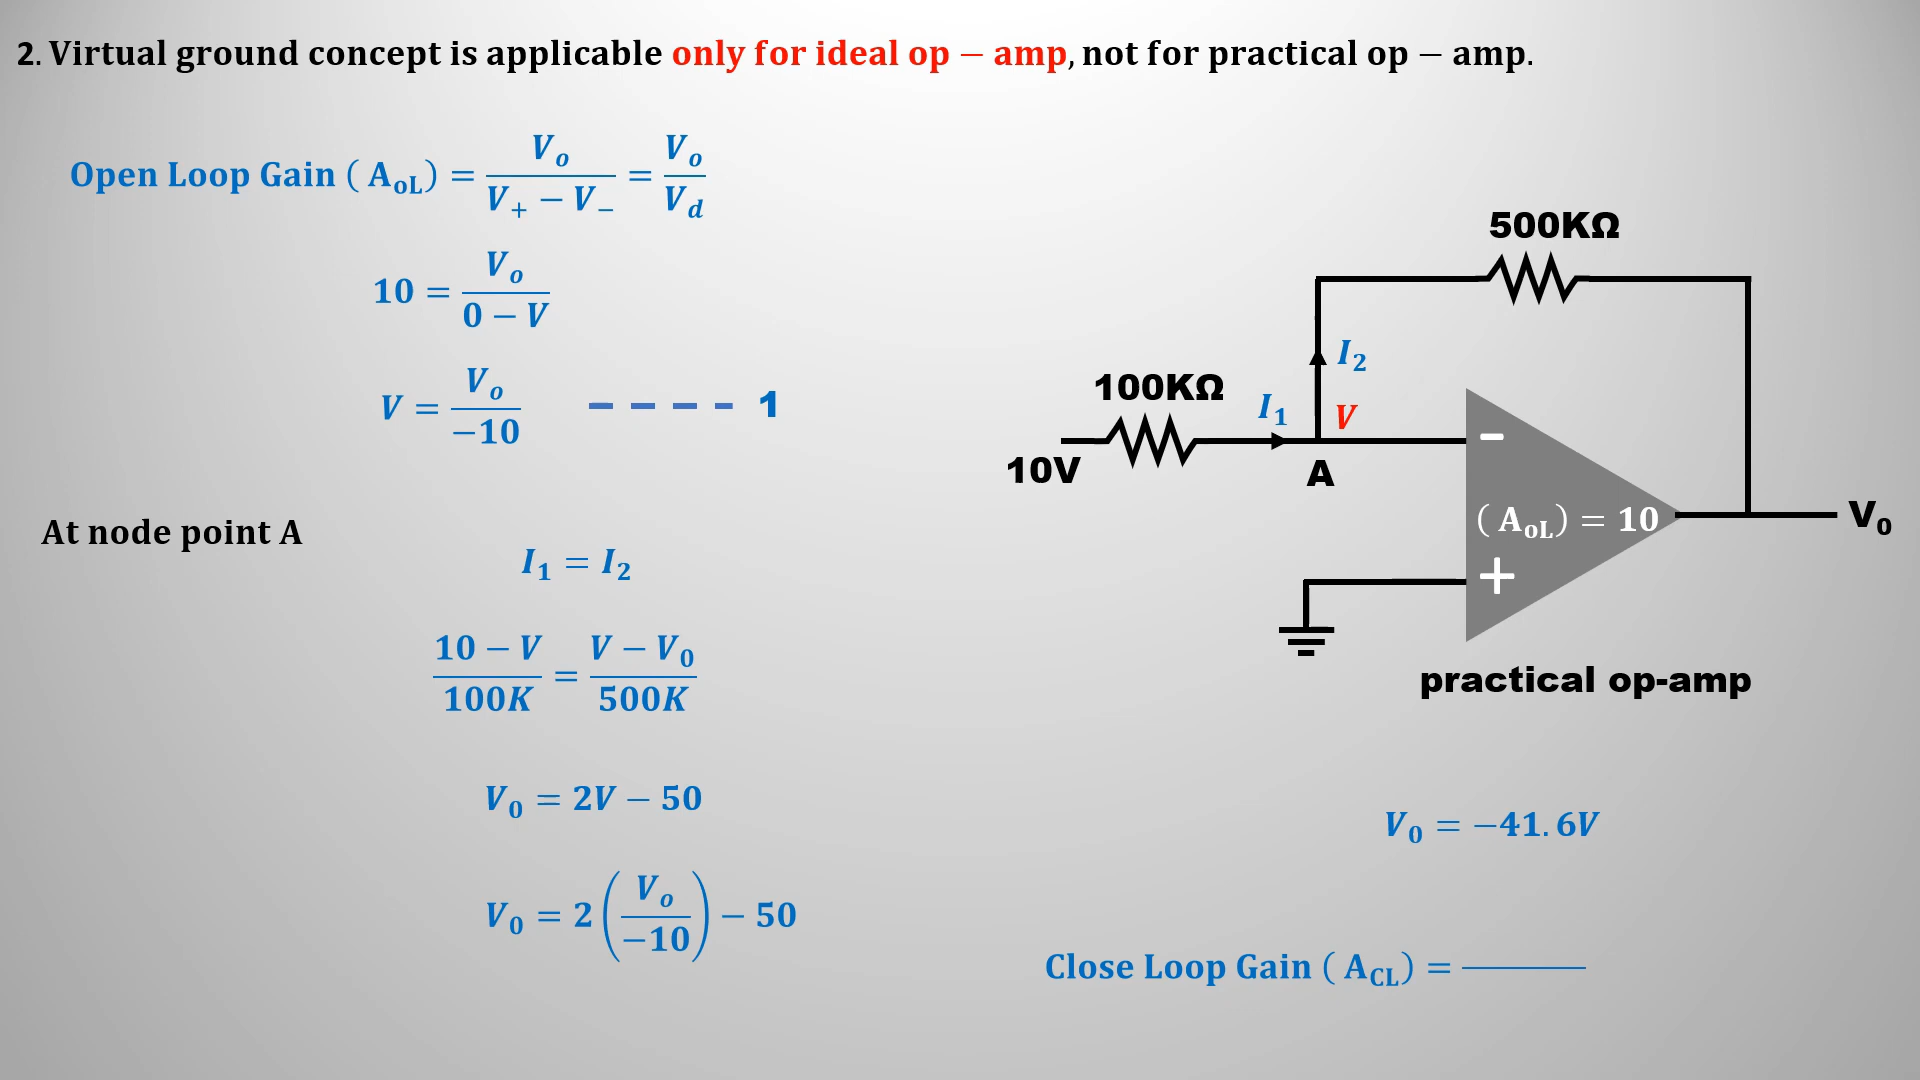 2. Virtual ground concept is applicable only for ideal op − amp, not for practical op − amp.
Open Loop Gain ( A_oL) = V_o / (V_+ − V_−) = V_o / V_d
10 = V_o / (0 − V)
V = V_o / −10 − − − − 1
At node point A
I_1 = I_2
(10 − V) / 100K = (V − V_0) / 500K
V_0 = 2V − 50
V_0 = 2 (V_o / −10) − 50
500KΩ
I_2
100KΩ
I_1
V
10V
A
−
( A_oL) = 10
V_0
+
practical op-amp
V_0 = −41.6V
Close Loop Gain ( A_CL) =